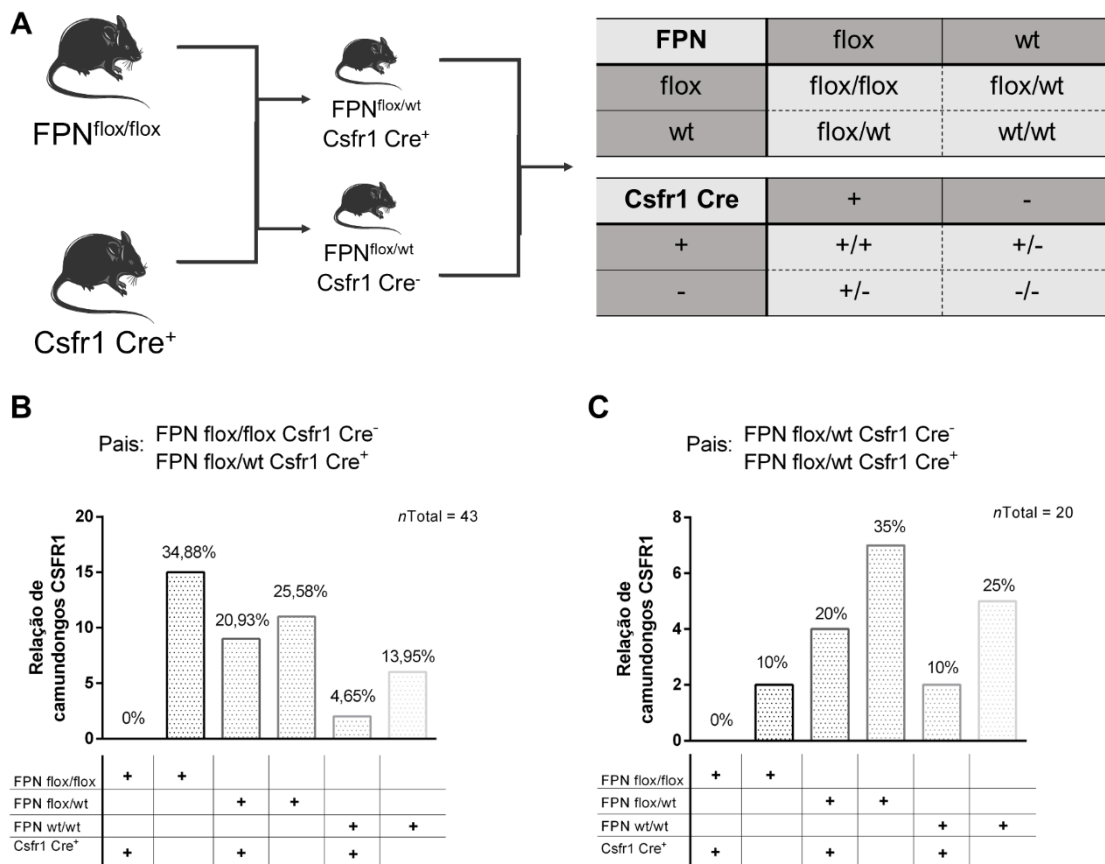 A
FPN^flox/flox
Csfr1 Cre⁺
FPN^flox/wt
Csfr1 Cre⁺
FPN^flox/wt
Csfr1 Cre⁻
FPN flox wt
flox flox/flox flox/wt
wt flox/wt wt/wt
Csfr1 Cre + -
+ +/+ +/-
- +/- -/-
B
Pais: FPN flox/flox Csfr1 Cre⁻
FPN flox/wt Csfr1 Cre⁺
nTotal = 43
Relação de
camundongos CSFR1
20
15
10
5
0
0%
34,88%
20,93%
25,58%
4,65%
13,95%
FPN flox/flox + +
FPN flox/wt + +
FPN wt/wt + +
Csfr1 Cre⁺ + + +
C
Pais: FPN flox/wt Csfr1 Cre⁻
FPN flox/wt Csfr1 Cre⁺
nTotal = 20
Relação de
camundongos CSFR1
8
6
4
2
0
0%
10%
20%
35%
10%
25%
FPN flox/flox + +
FPN flox/wt + +
FPN wt/wt + +
Csfr1 Cre⁺ + + +